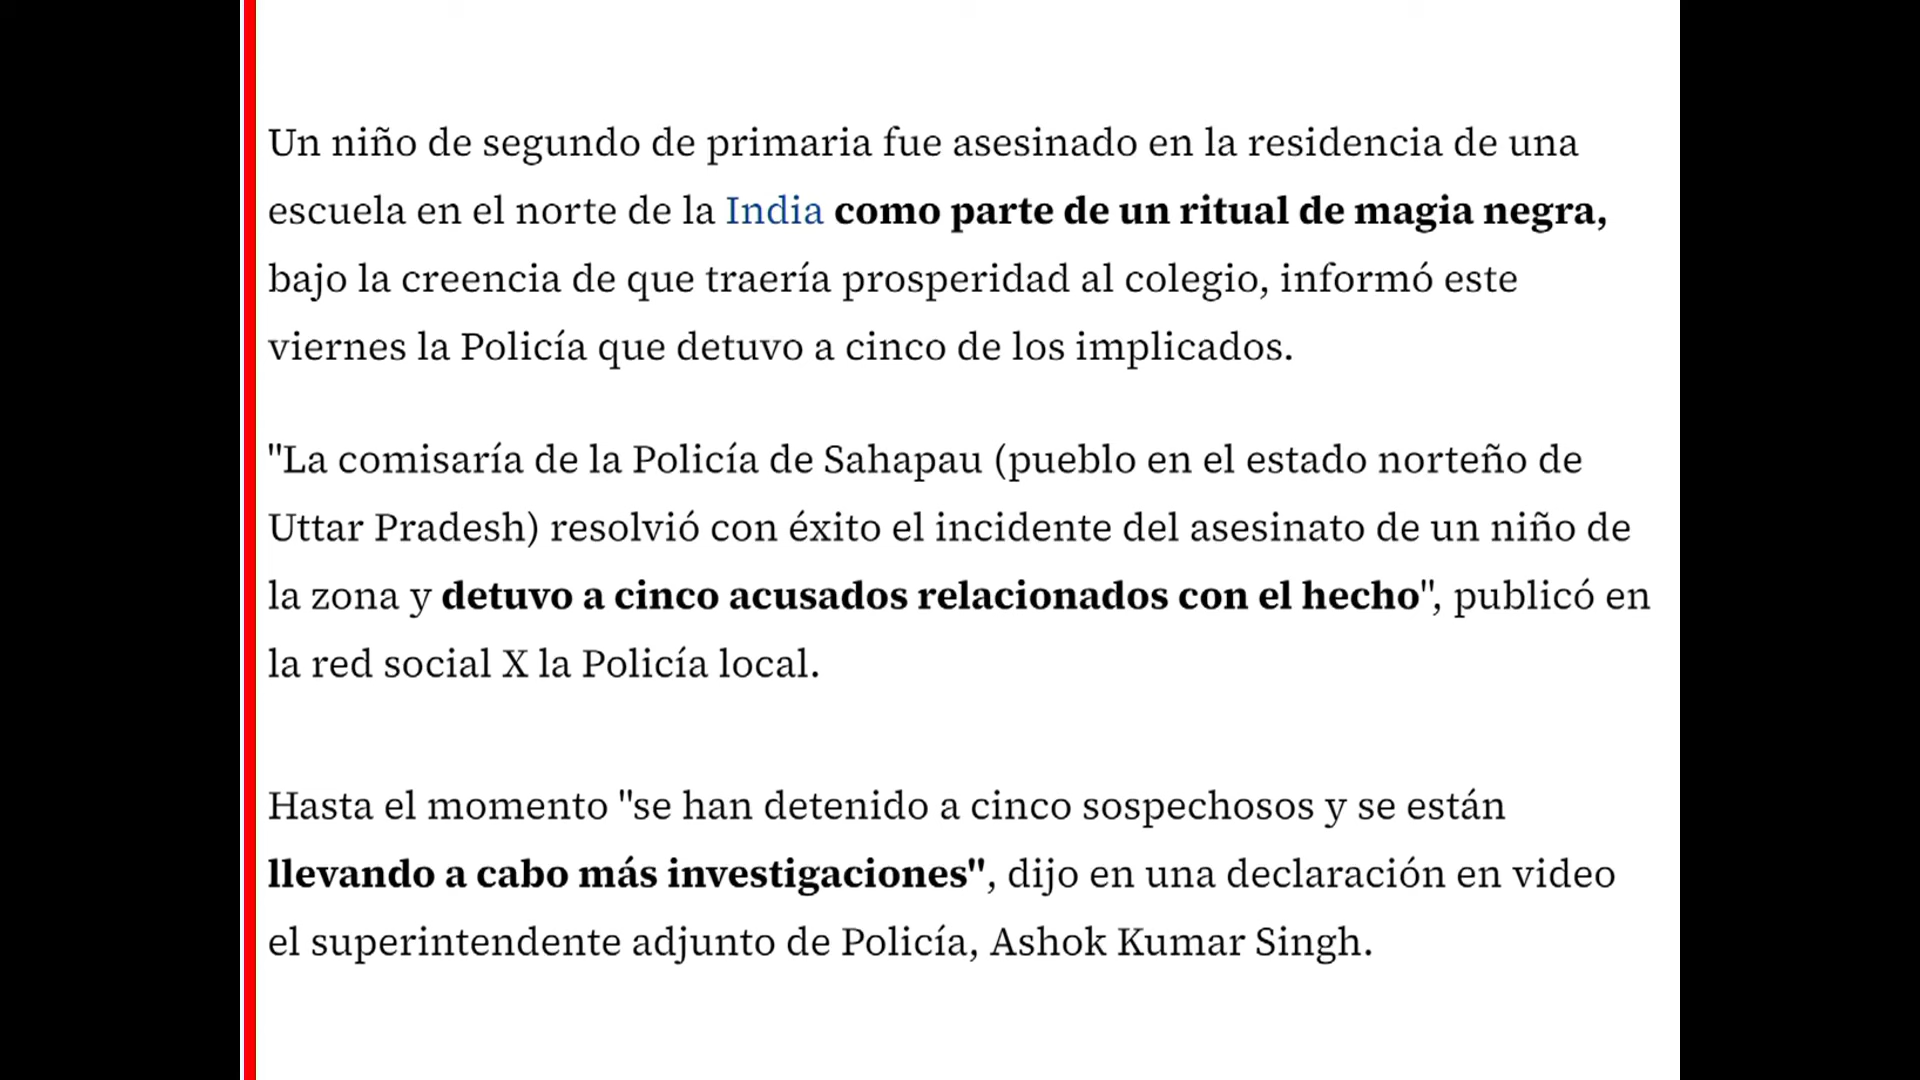 Un niño de segundo de primaria fue asesinado en la residencia de una
escuela en el norte de la India como parte de un ritual de magia negra,
bajo la creencia de que traería prosperidad al colegio, informó este
viernes la Policía que detuvo a cinco de los implicados.
"La comisaría de la Policía de Sahapau (pueblo en el estado norteño de
Uttar Pradesh) resolvió con éxito el incidente del asesinato de un niño de
la zona y detuvo a cinco acusados relacionados con el hecho", publicó en
la red social X la Policía local.
Hasta el momento "se han detenido a cinco sospechosos y se están
llevando a cabo más investigaciones", dijo en una declaración en video
el superintendente adjunto de Policía, Ashok Kumar Singh.